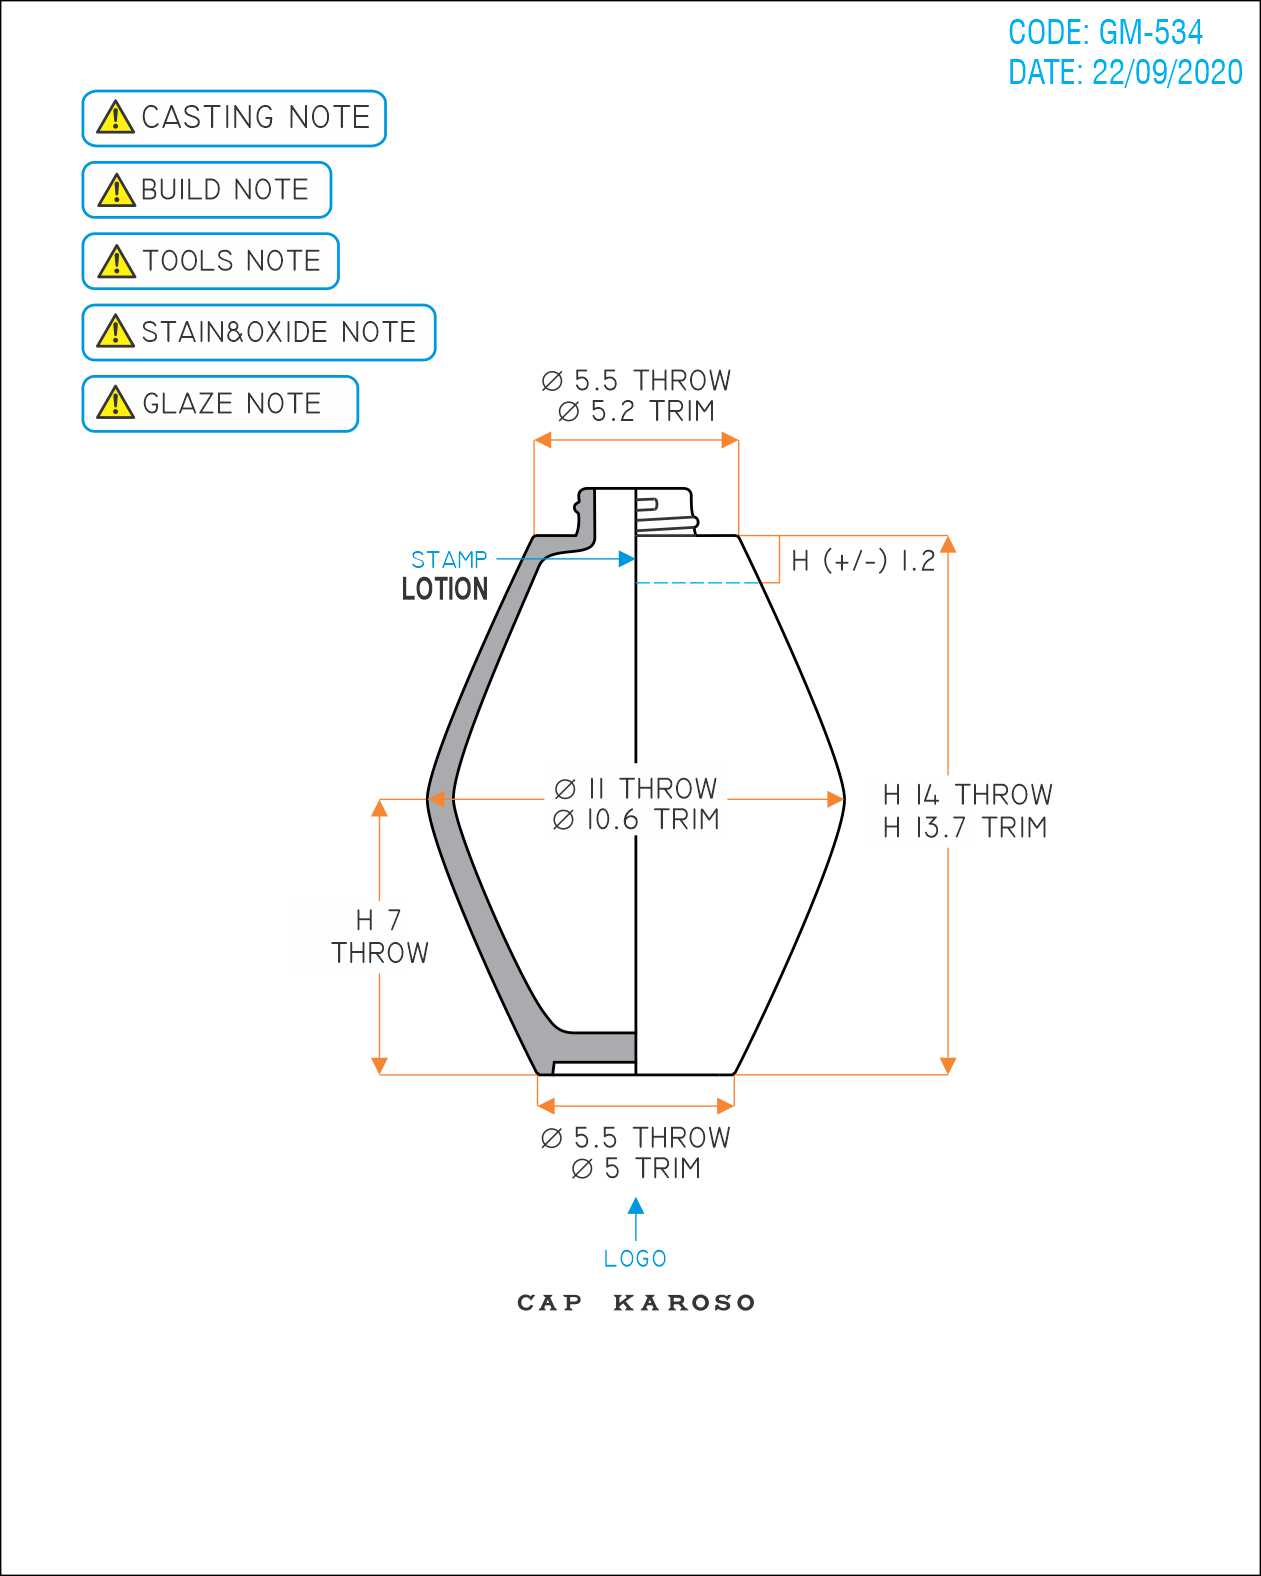 CODE: GM-534
DATE: 22/09/2020
CASTING NOTE
BUILD NOTE
TOOLS NOTE
STAIN&OXIDE NOTE
GLAZE NOTE
Ø 5.5 THROW
Ø 5.2 TRIM
STAMP
LOTION
H (+/-) 1.2
Ø 11 THROW
Ø 10.6 TRIM
H 14 THROW
H 13.7 TRIM
H 7
THROW
Ø 5.5 THROW
Ø 5 TRIM
LOGO
CAP KAROSO